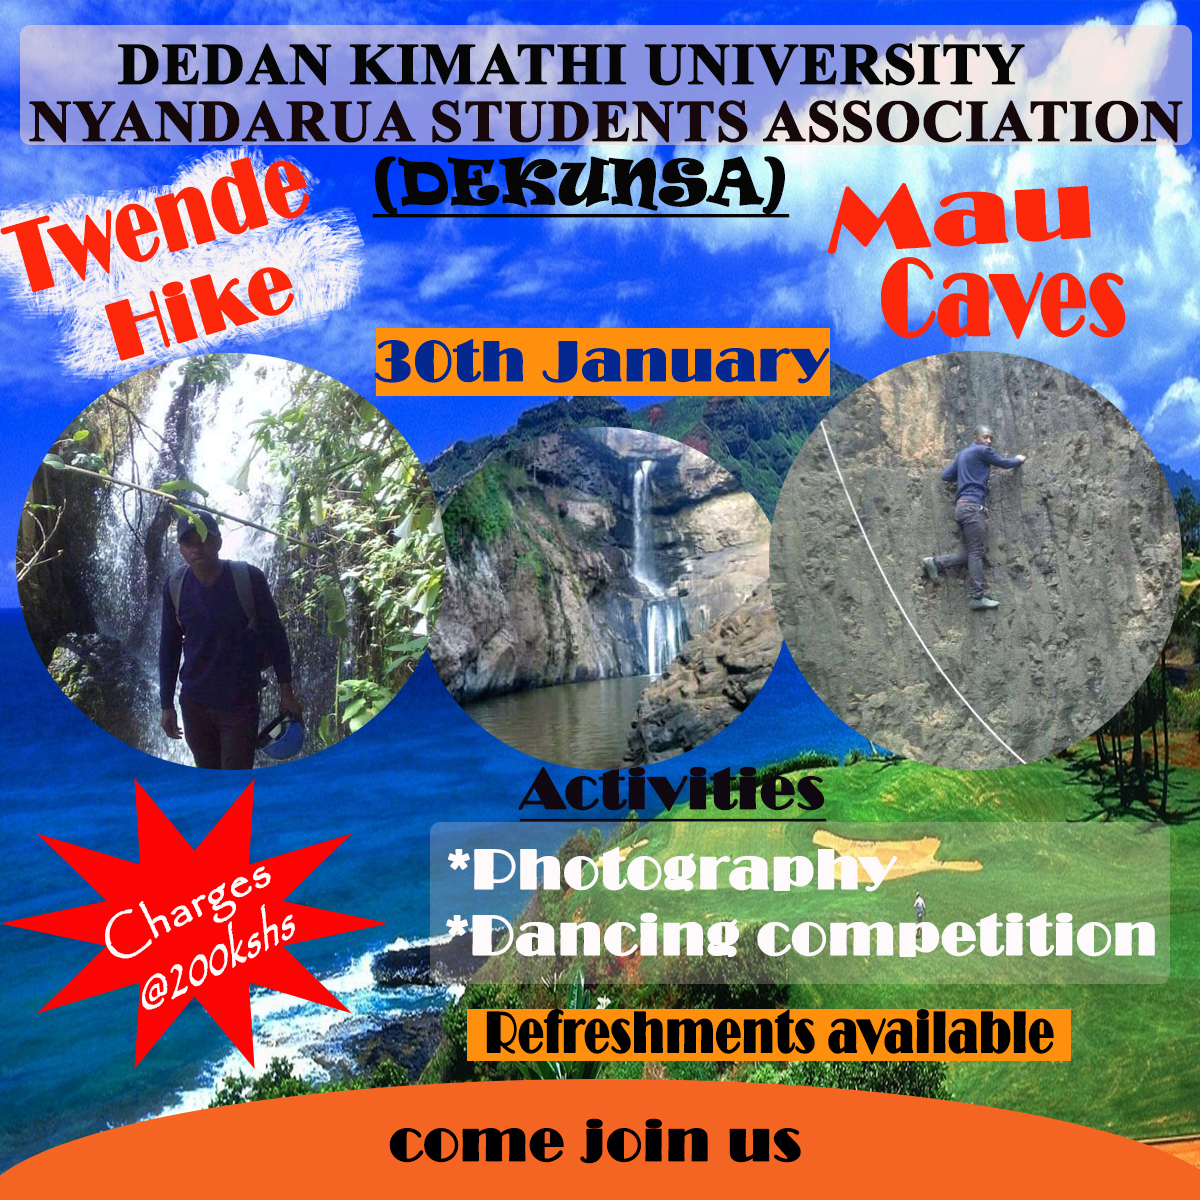 DEDAN KIMATHI UNIVERSITY
NYANDARUA STUDENTS ASSOCIATION
(DEKUNSA)
Twende
Hike
Mau
Caves
30th January
Activities
*Photography
*Dancing competition
Charges
@200kshs
Refreshments available
come join us